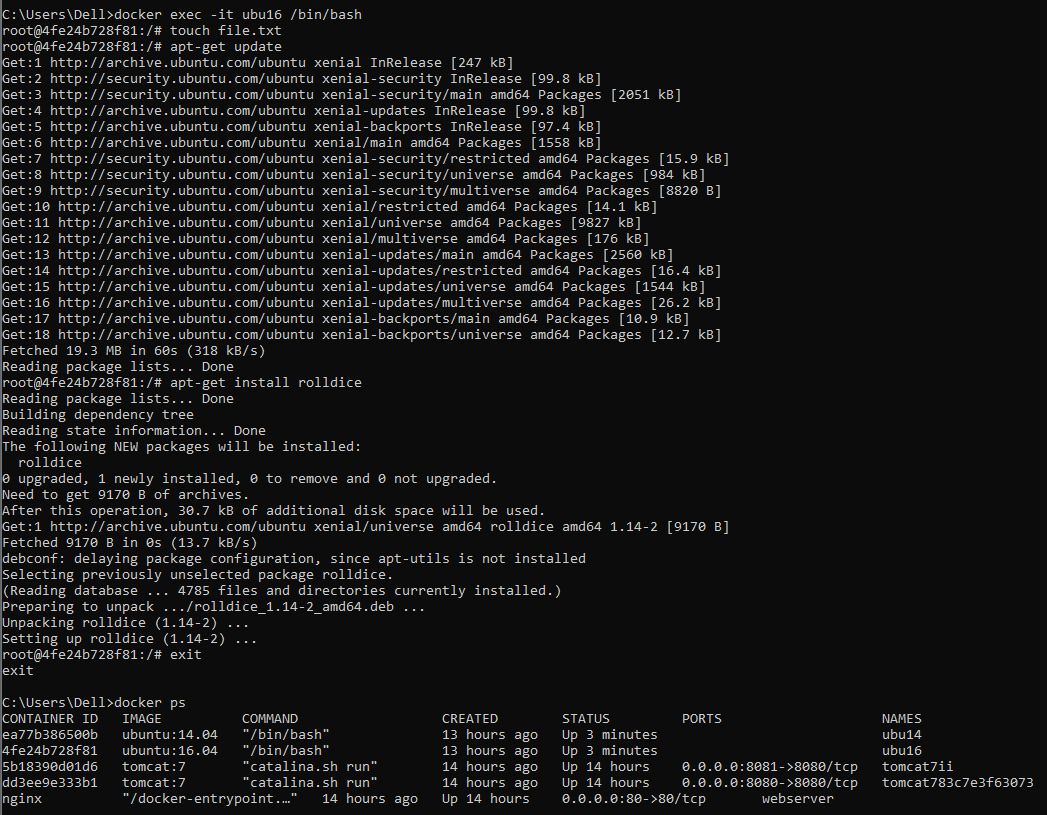 C:\Users\Dell>docker exec -it ubu16 /bin/bash
root@4fe24b728f81:/# touch file.txt
root@4fe24b728f81:/# apt-get update
Get:1 http://archive.ubuntu.com/ubuntu xenial InRelease [247 kB]
Get:2 http://security.ubuntu.com/ubuntu xenial-security InRelease [99.8 kB]
Get:3 http://security.ubuntu.com/ubuntu xenial-security/main amd64 Packages [2051 kB]
Get:4 http://archive.ubuntu.com/ubuntu xenial-updates InRelease [99.8 kB]
Get:5 http://archive.ubuntu.com/ubuntu xenial-backports InRelease [97.4 kB]
Get:6 http://archive.ubuntu.com/ubuntu xenial/main amd64 Packages [1558 kB]
Get:7 http://security.ubuntu.com/ubuntu xenial-security/restricted amd64 Packages [15.9 kB]
Get:8 http://security.ubuntu.com/ubuntu xenial-security/universe amd64 Packages [984 kB]
Get:9 http://security.ubuntu.com/ubuntu xenial-security/multiverse amd64 Packages [8820 B]
Get:10 http://archive.ubuntu.com/ubuntu xenial/restricted amd64 Packages [14.1 kB]
Get:11 http://archive.ubuntu.com/ubuntu xenial/universe amd64 Packages [9827 kB]
Get:12 http://archive.ubuntu.com/ubuntu xenial/multiverse amd64 Packages [176 kB]
Get:13 http://archive.ubuntu.com/ubuntu xenial-updates/main amd64 Packages [2560 kB]
Get:14 http://archive.ubuntu.com/ubuntu xenial-updates/restricted amd64 Packages [16.4 kB]
Get:15 http://archive.ubuntu.com/ubuntu xenial-updates/universe amd64 Packages [1544 kB]
Get:16 http://archive.ubuntu.com/ubuntu xenial-updates/multiverse amd64 Packages [26.2 kB]
Get:17 http://archive.ubuntu.com/ubuntu xenial-backports/main amd64 Packages [10.9 kB]
Get:18 http://archive.ubuntu.com/ubuntu xenial-backports/universe amd64 Packages [12.7 kB]
Fetched 19.3 MB in 60s (318 kB/s)
Reading package lists... Done
root@4fe24b728f81:/# apt-get install rolldice
Reading package lists... Done
Building dependency tree
Reading state information... Done
The following NEW packages will be installed:
  rolldice
0 upgraded, 1 newly installed, 0 to remove and 0 not upgraded.
Need to get 9170 B of archives.
After this operation, 30.7 kB of additional disk space will be used.
Get:1 http://archive.ubuntu.com/ubuntu xenial/universe amd64 rolldice amd64 1.14-2 [9170 B]
Fetched 9170 B in 0s (13.7 kB/s)
debconf: delaying package configuration, since apt-utils is not installed
Selecting previously unselected package rolldice.
(Reading database ... 4785 files and directories currently installed.)
Preparing to unpack .../rolldice_1.14-2_amd64.deb ...
Unpacking rolldice (1.14-2) ...
Setting up rolldice (1.14-2) ...
root@4fe24b728f81:/# exit
exit
C:\Users\Dell>docker ps
CONTAINER ID   IMAGE          COMMAND                  CREATED        STATUS         PORTS                    NAMES
ea77b386500b   ubuntu:14.04   "/bin/bash"              13 hours ago   Up 3 minutes                            ubu14
4fe24b728f81   ubuntu:16.04   "/bin/bash"              13 hours ago   Up 3 minutes                            ubu16
5b18390d01d6   tomcat:7       "catalina.sh run"        14 hours ago   Up 14 hours    0.0.0.0:8081->8080/tcp   tomcat7ii
dd3ee9e333b1   tomcat:7       "catalina.sh run"        14 hours ago   Up 14 hours    0.0.0.0:8080->8080/tcp   tomcat783c7e3f63073
nginx          "/docker-entrypoint.…"   14 hours ago   Up 14 hours    0.0.0.0:80->80/tcp       webserver